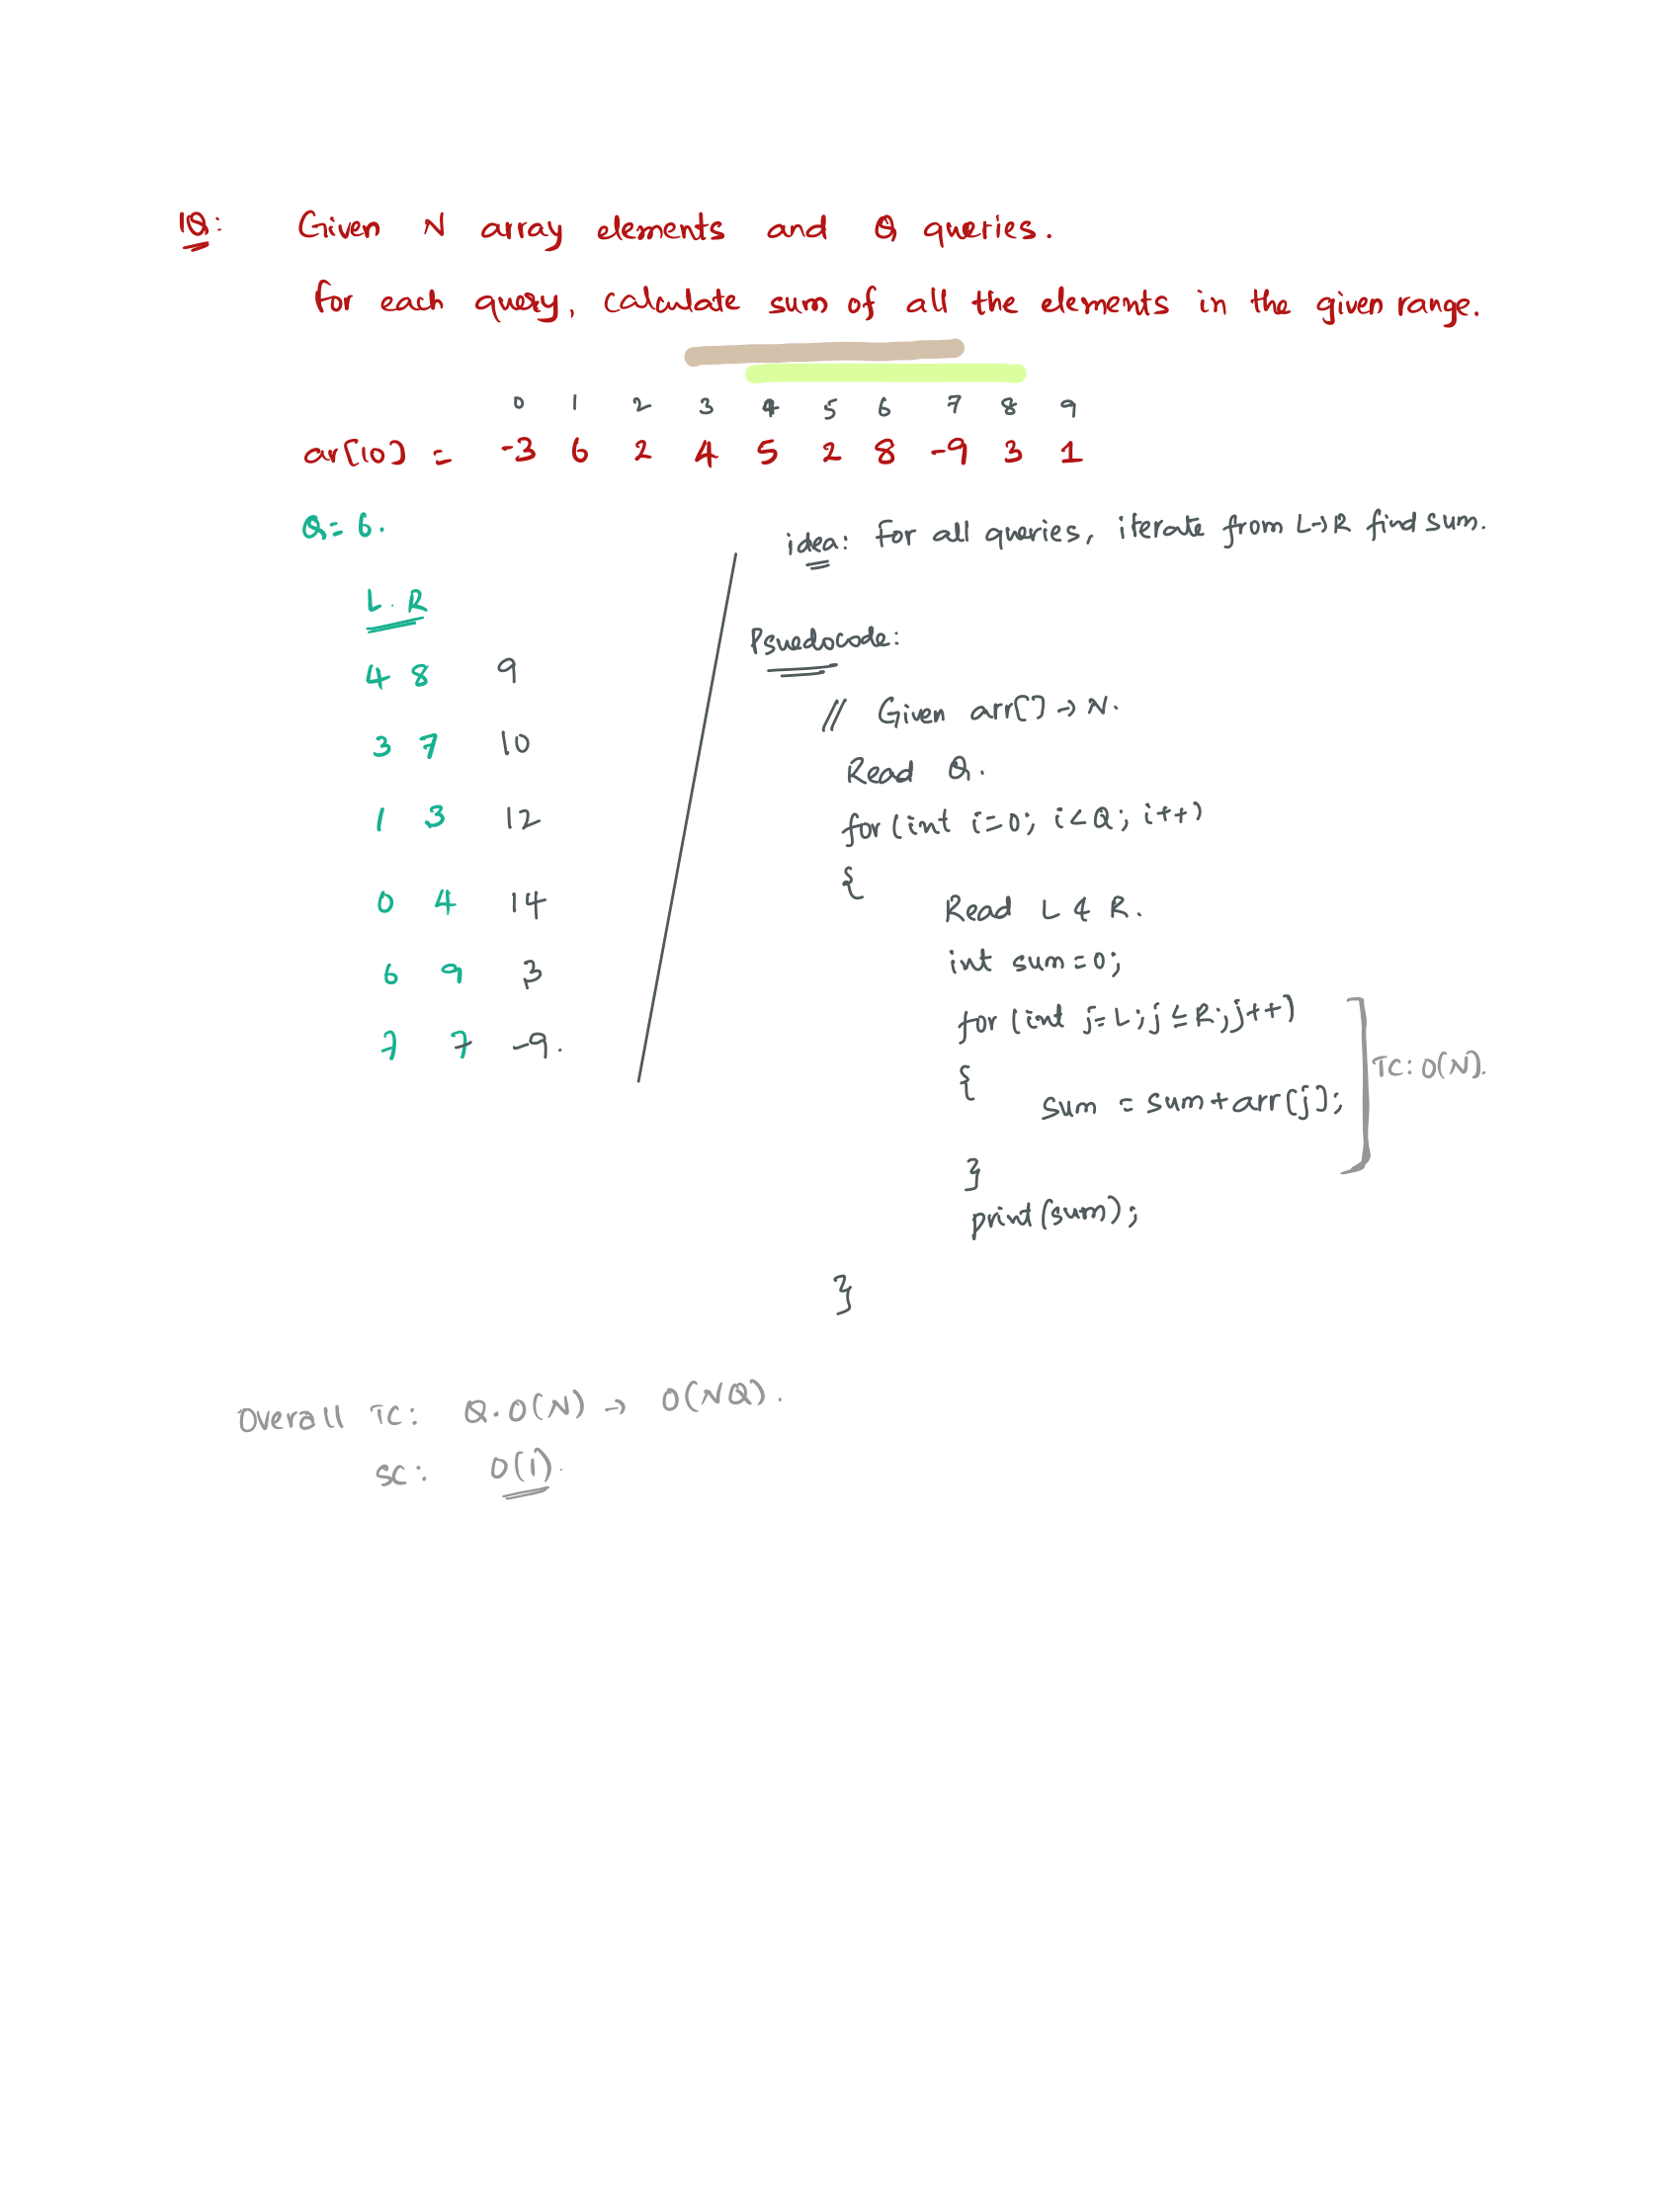 1Q: Given N array elements and Q queries.
for each query, calculate sum of all the elements in the given range.
0 1 2 3 4 5 6 7 8 9
ar[10] = -3 6 2 4 5 2 8 -9 3 1
Q=6.
L. R
4 8 9
3 7 10
1 3 12
0 4 14
6 9 3
7 7 -9.
idea: for all queries, iterate from L→R find sum.
Psuedocode:
// Given arr[] → N.
Read Q.
for(int i=0; i<Q; i++)
{
Read L & R.
int sum=0;
for(int j=L; j≤R; j++)
{
sum = sum+arr[j];
}
TC: O(N).
print(sum);
}
Overall TC: Q.O(N) → O(NQ).
SC: O(1).